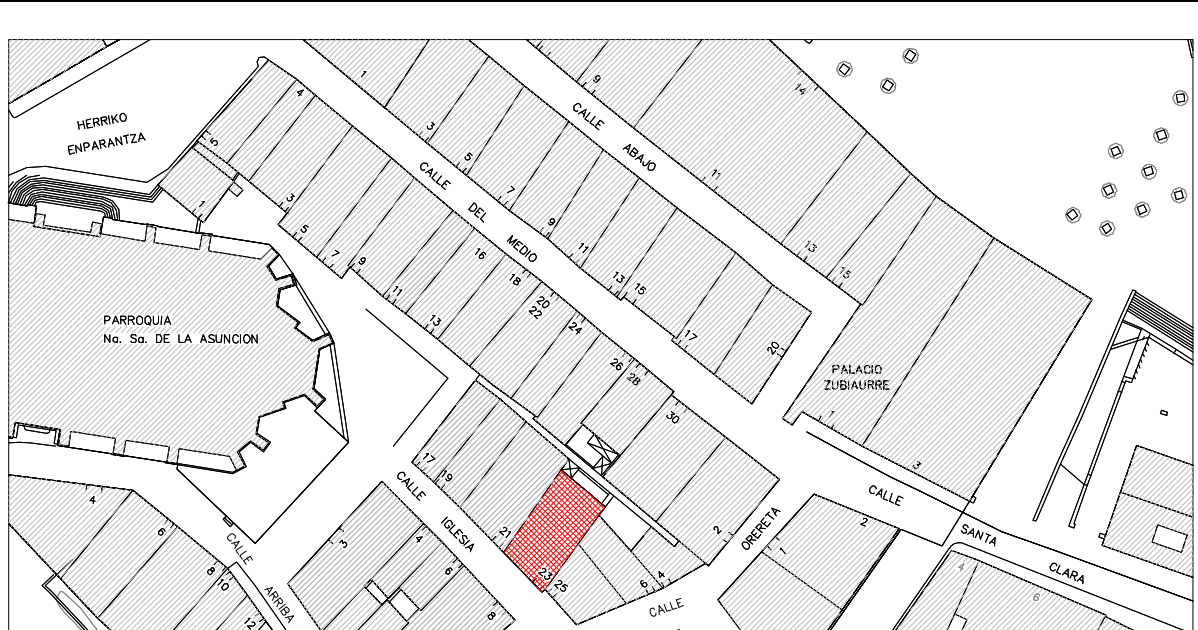 HERRIKO
ENPARANTZA
PARROQUIA
Na. Sa. DE LA ASUNCION
CALLE
ABAJO
CALLE
DEL
MEDIO
PALACIO
ZUBIAURRE
CALLE
IGLESIA
CALLE
ARRIBA
CALLE
ORERETA
CALLE
SANTA
CLARA
1
3
5
7
9
11
13
15
17
20
9
11
13
15
14
4
5
1
3
5
7
9
11
13
16
18
20
22
24
26
28
30
2
17
19
21
23
25
6
4
1
3
2
1
4
6
3
4
6
8
4
6
8
10
12